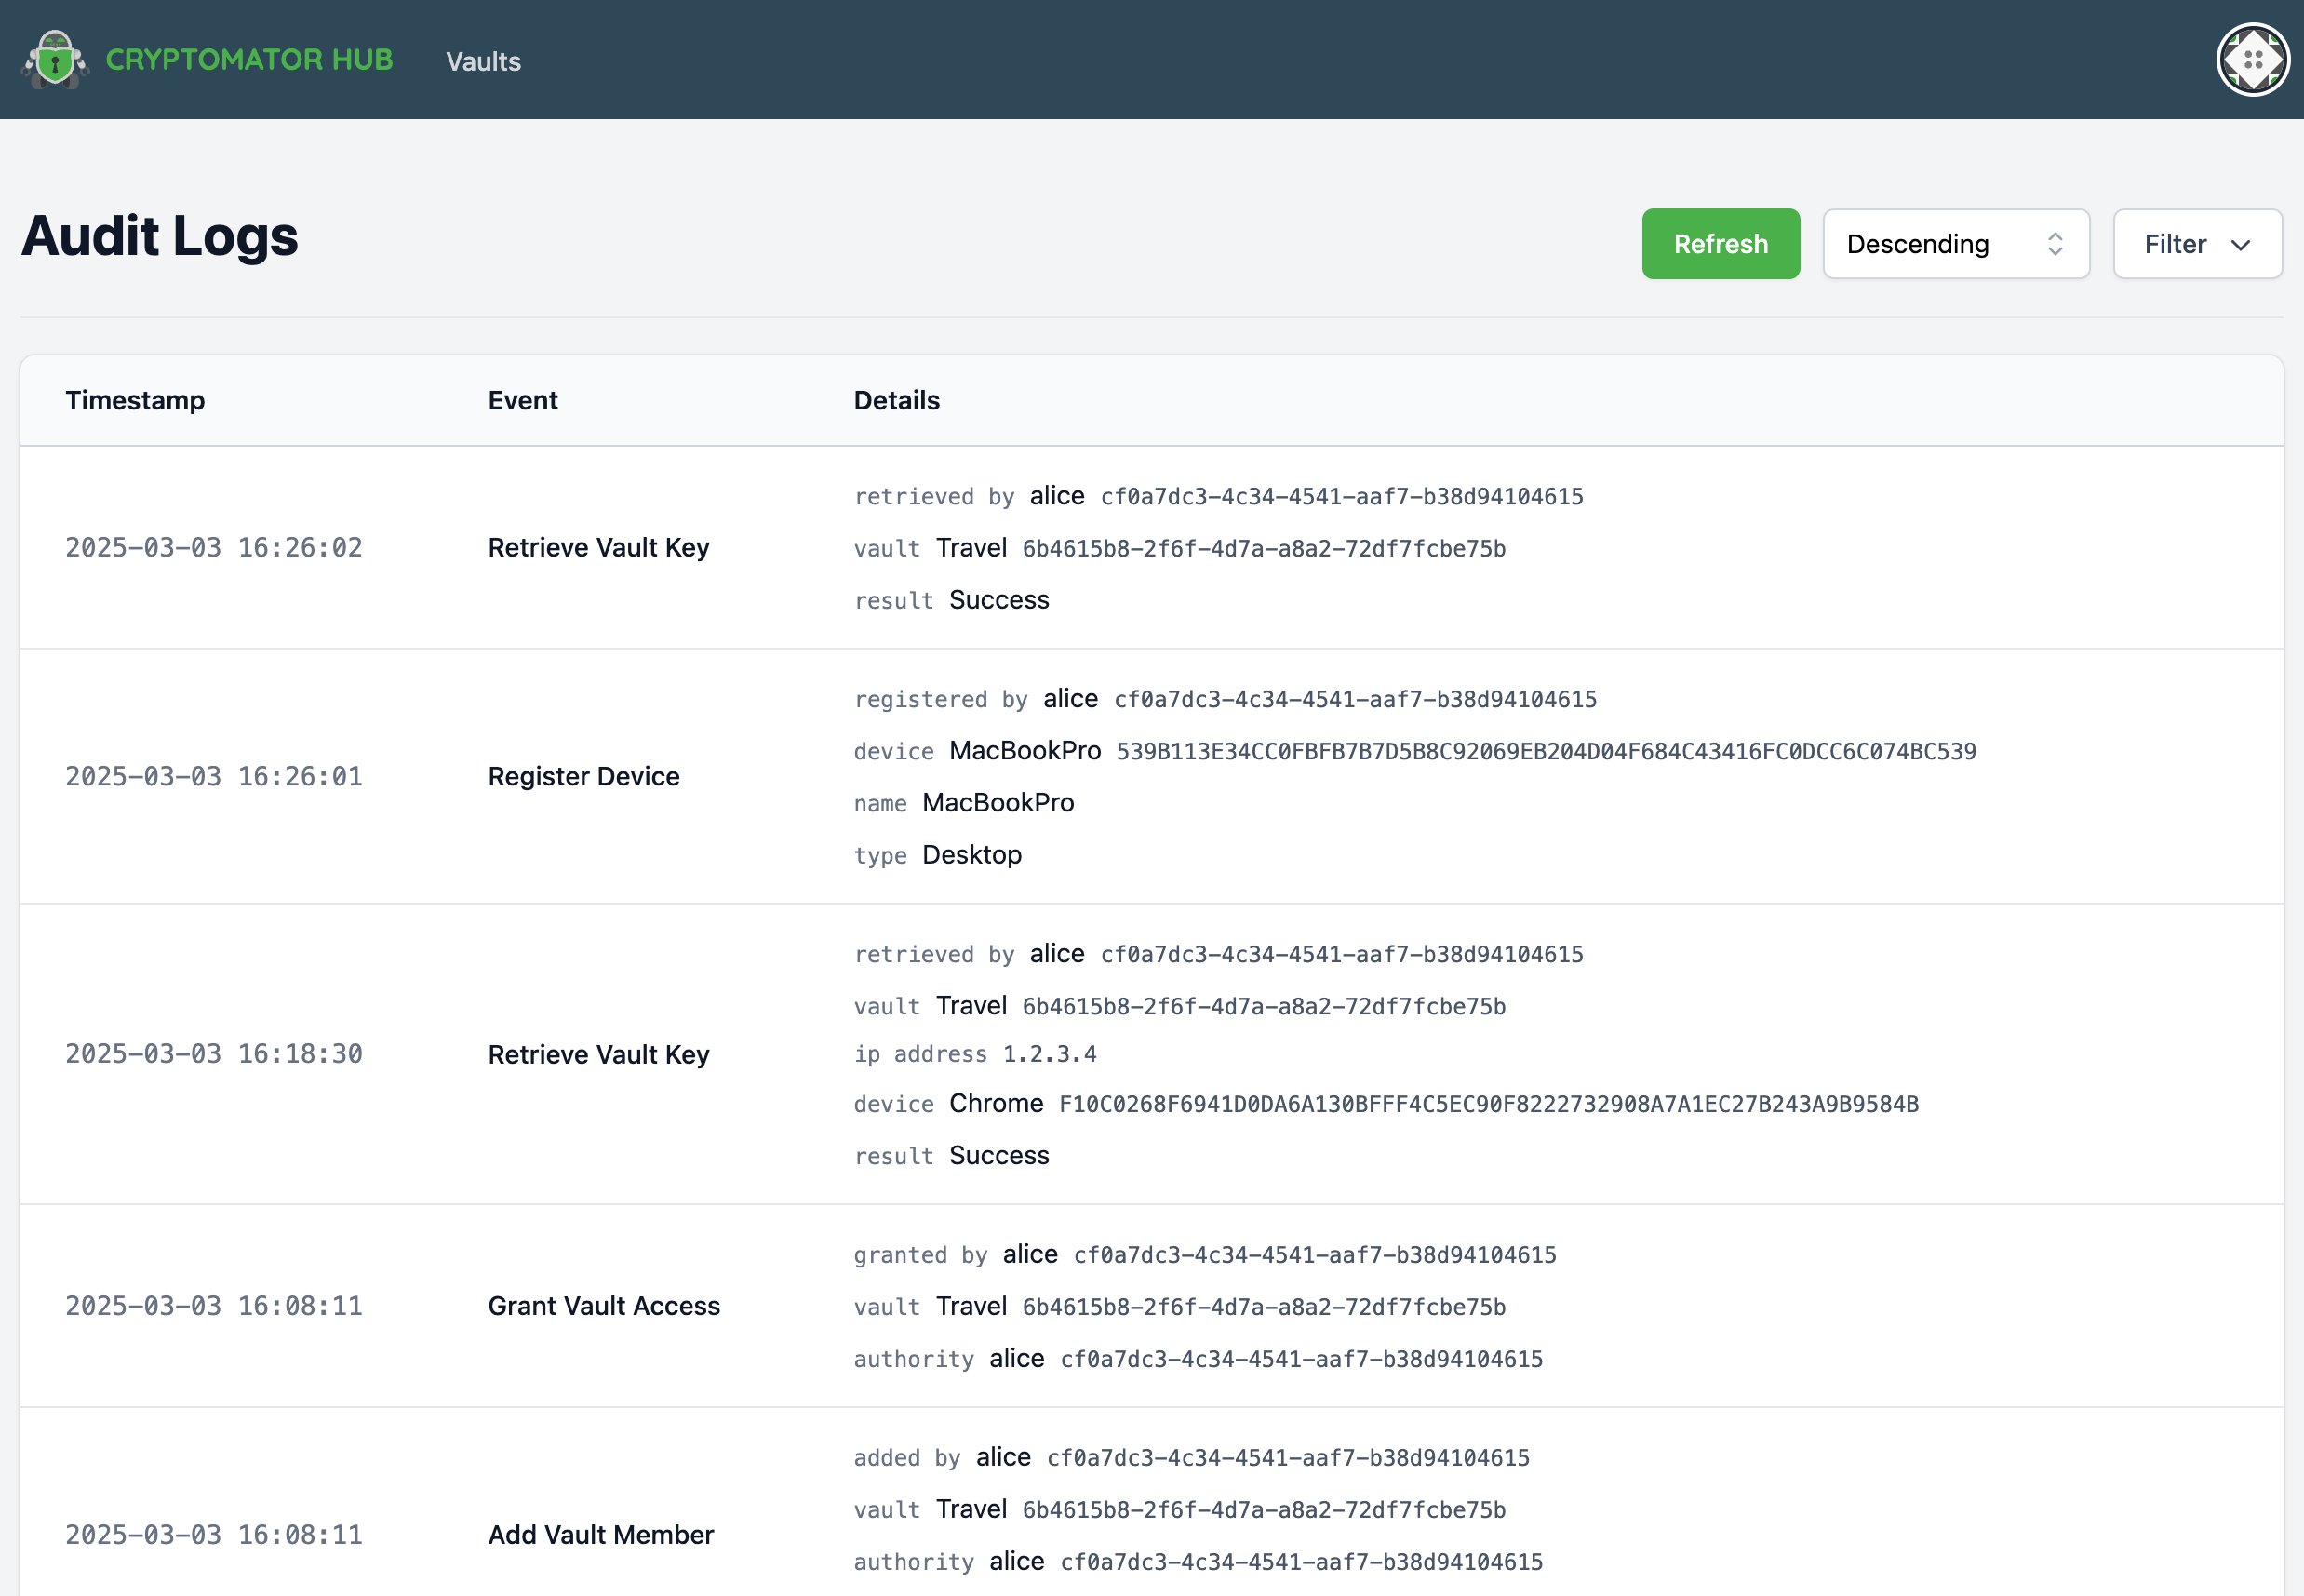 CRYPTOMATOR HUB Vaults
Audit Logs
Refresh Descending Filter
Timestamp Event Details
retrieved by alice cf0a7dc3-4c34-4541-aaf7-b38d94104615
2025-03-03 16:26:02 Retrieve Vault Key vault Travel 6b4615b8-2f6f-4d7a-a8a2-72df7fcbe75b
result Success
registered by alice cf0a7dc3-4c34-4541-aaf7-b38d94104615
device MacBookPro 539B113E34CC0FBFB7B7D5B8C92069EB204D04F684C43416FC0DCC6C074BC539
2025-03-03 16:26:01 Register Device
name MacBookPro
type Desktop
retrieved by alice cf0a7dc3-4c34-4541-aaf7-b38d94104615
vault Travel 6b4615b8-2f6f-4d7a-a8a2-72df7fcbe75b
2025-03-03 16:18:30 Retrieve Vault Key ip address 1.2.3.4
device Chrome F10C0268F6941D0DA6A130BFFF4C5EC90F8222732908A7A1EC27B243A9B9584B
result Success
granted by alice cf0a7dc3-4c34-4541-aaf7-b38d94104615
2025-03-03 16:08:11 Grant Vault Access vault Travel 6b4615b8-2f6f-4d7a-a8a2-72df7fcbe75b
authority alice cf0a7dc3-4c34-4541-aaf7-b38d94104615
added by alice cf0a7dc3-4c34-4541-aaf7-b38d94104615
vault Travel 6b4615b8-2f6f-4d7a-a8a2-72df7fcbe75b
2025-03-03 16:08:11 Add Vault Member
authority alice cf0a7dc3-4c34-4541-aaf7-b38d94104615